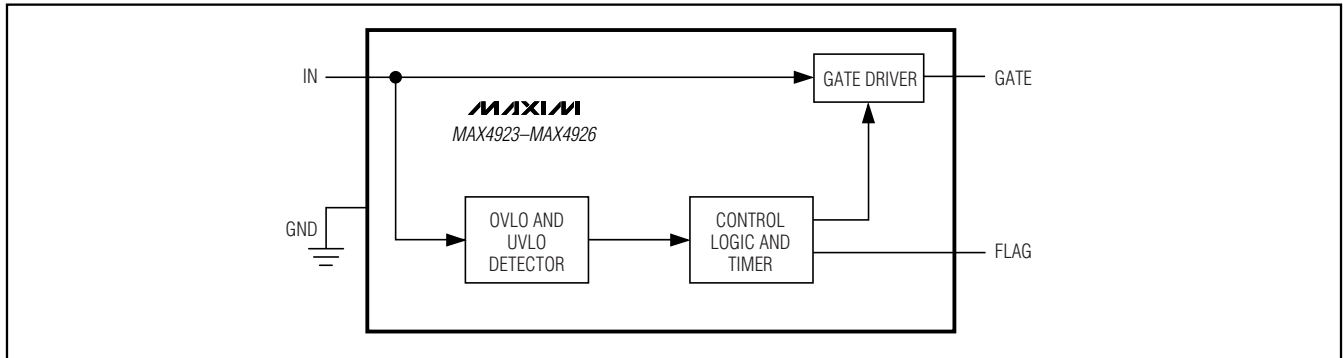 IN
GATE DRIVER
GATE
MAXIM
MAX4923–MAX4926
GND
OVLO AND
UVLO
DETECTOR
CONTROL
LOGIC AND
TIMER
FLAG